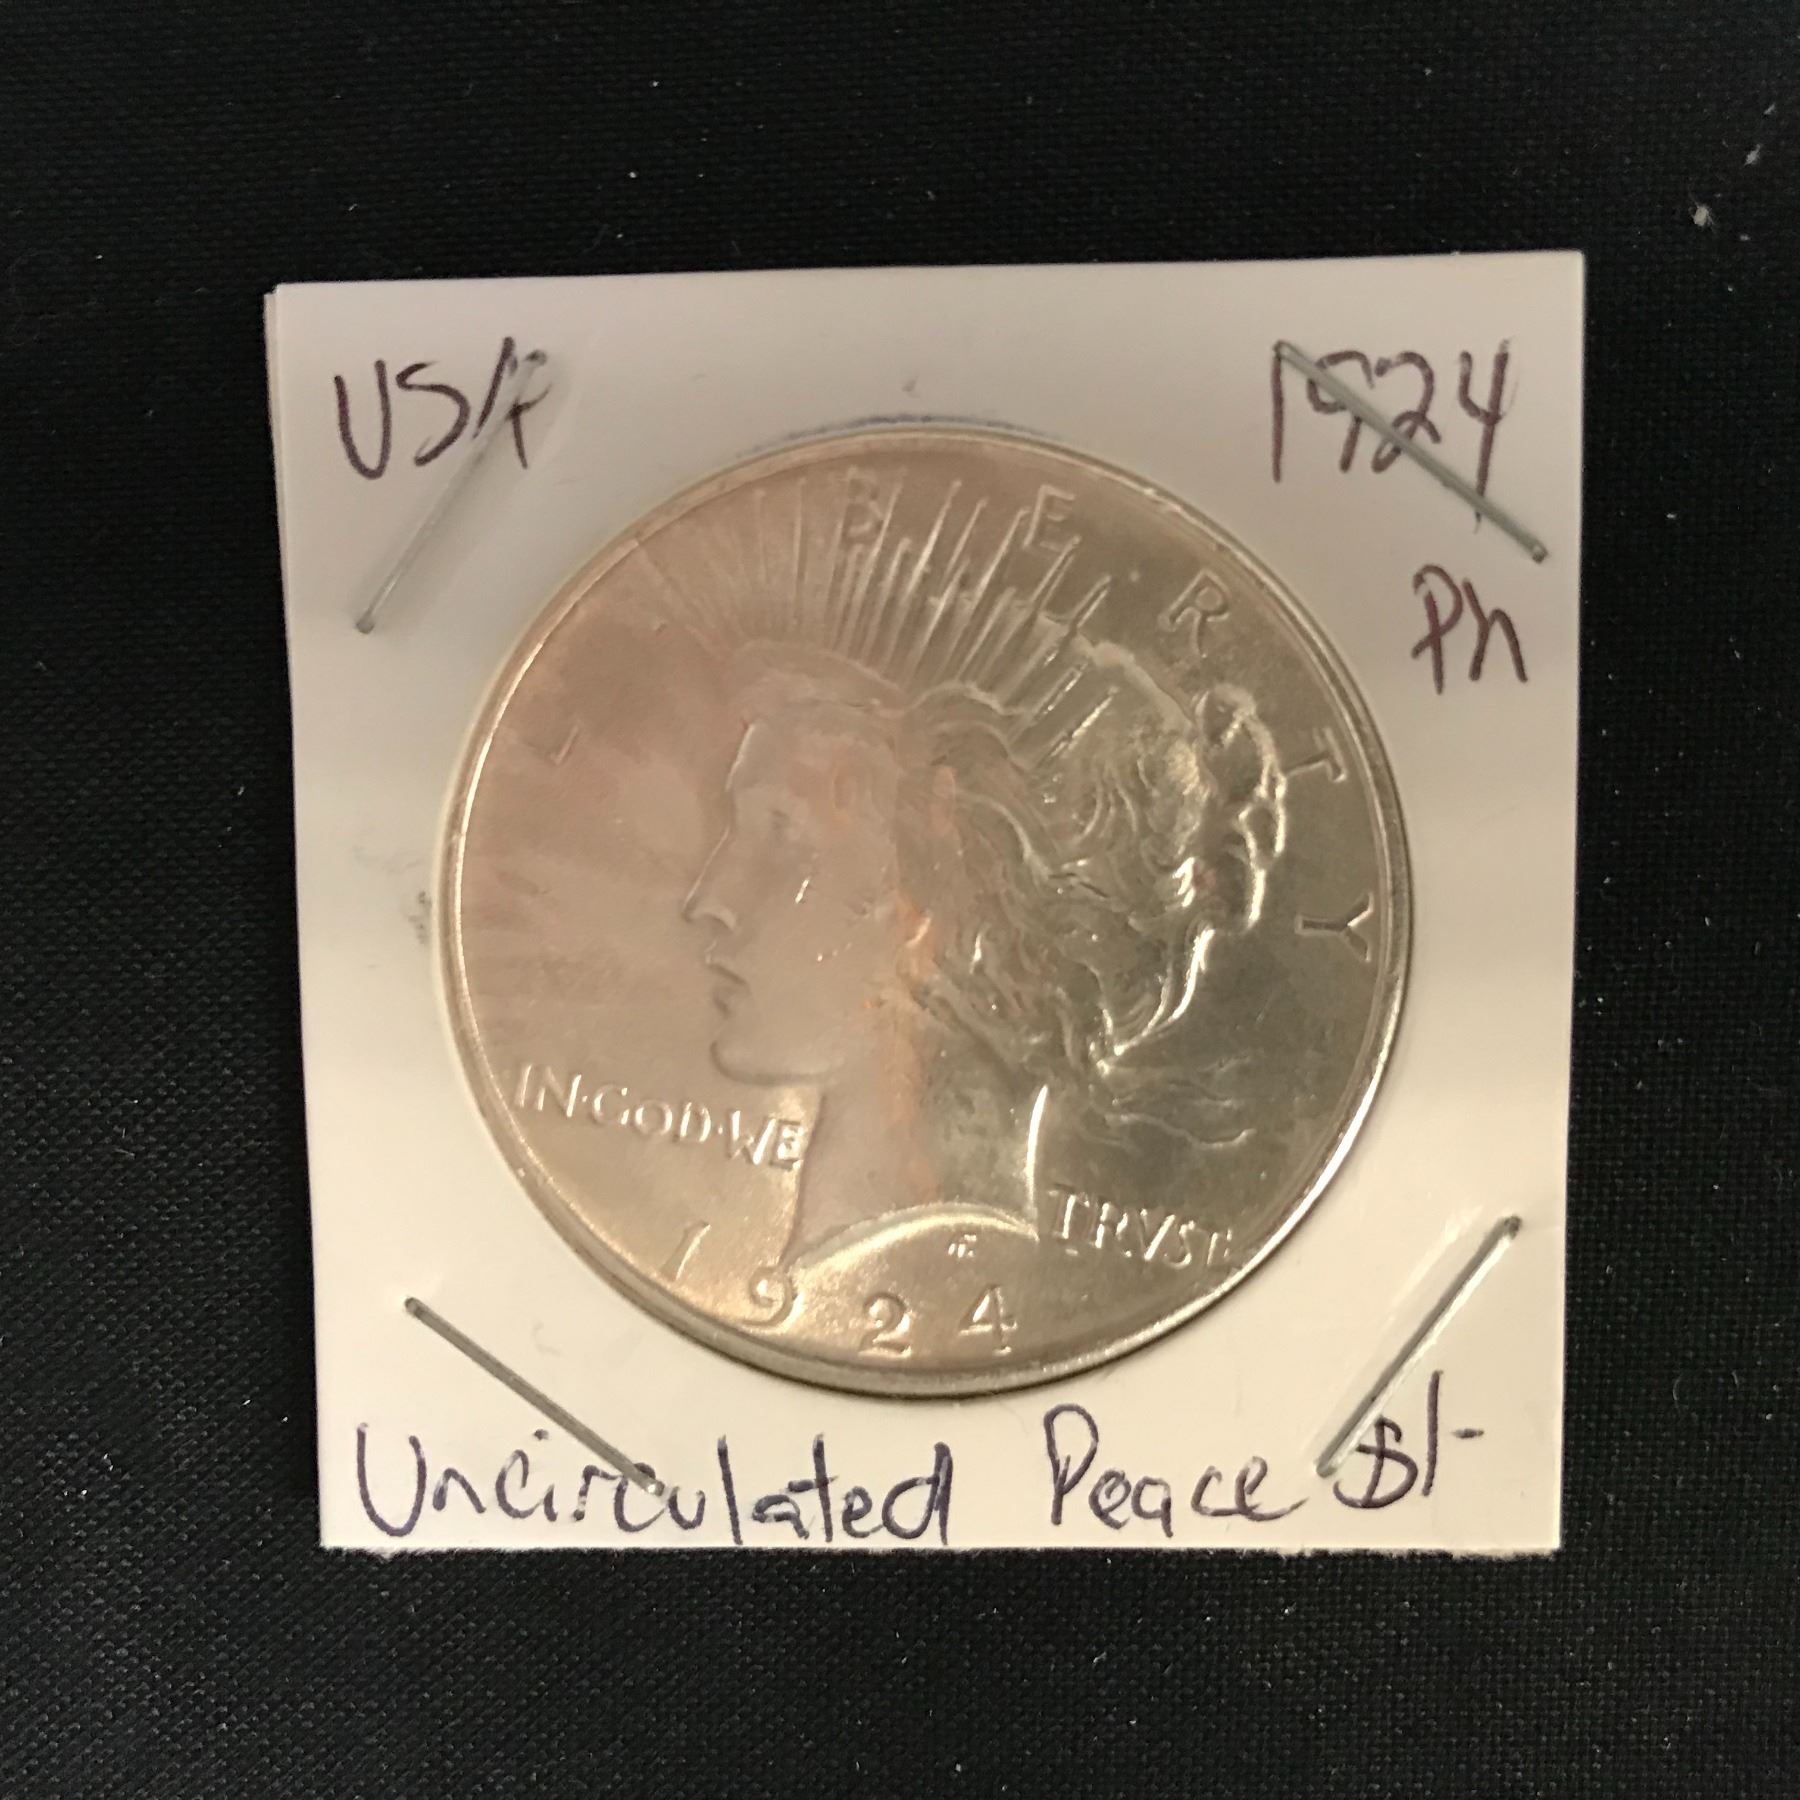 USA
1924
Ph
LIBERTY
IN·GOD·WE
TRVST
1924
Uncirculated Peace $1-